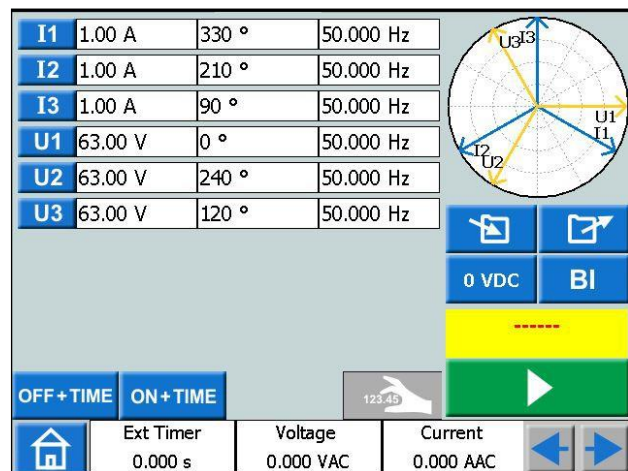 I1 1.00 A 330 ° 50.000 Hz
I2 1.00 A 210 ° 50.000 Hz
I3 1.00 A 90 ° 50.000 Hz
U1 63.00 V 0 ° 50.000 Hz
U2 63.00 V 240 ° 50.000 Hz
U3 63.00 V 120 ° 50.000 Hz
U3 I3
U1
I1
I2
U2
0 VDC BI
------
OFF+TIME ON+TIME 123.45
Ext Timer Voltage Current
0.000 s 0.000 VAC 0.000 AAC